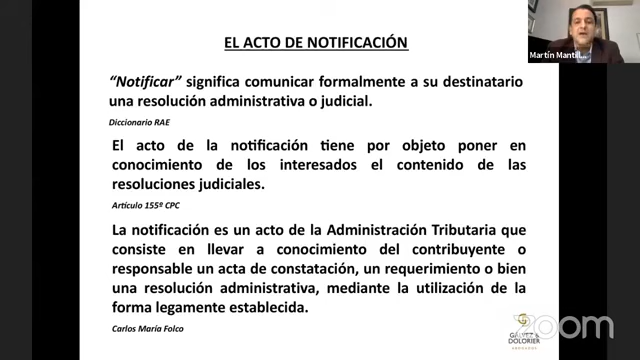 EL ACTO DE NOTIFICACIÓN
“Notificar” significa comunicar formalmente a su destinatario
una resolución administrativa o judicial.
Diccionario RAE
El acto de la notificación tiene por objeto poner en
conocimiento de los interesados el contenido de las
resoluciones judiciales.
Artículo 155º CPC
La notificación es un acto de la Administración Tributaria que
consiste en llevar a conocimiento del contribuyente o
responsable un acta de constatación, un requerimiento o bien
una resolución administrativa, mediante la utilización de la
forma legamente establecida.
Carlos María Folco
Martín Mantil
zoom
DOLORIER
ABOGADOS